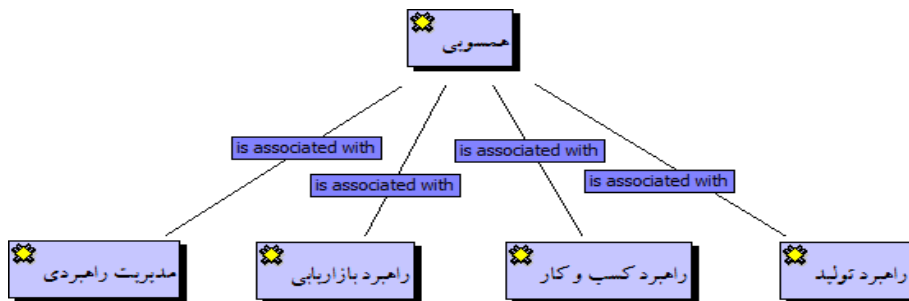 همسویی
is associated with
is associated with
is associated with
is associated with
مدیریت راهبردی
راهبرد بازاریابی
راهبرد کسب و کار
راهبرد تولید